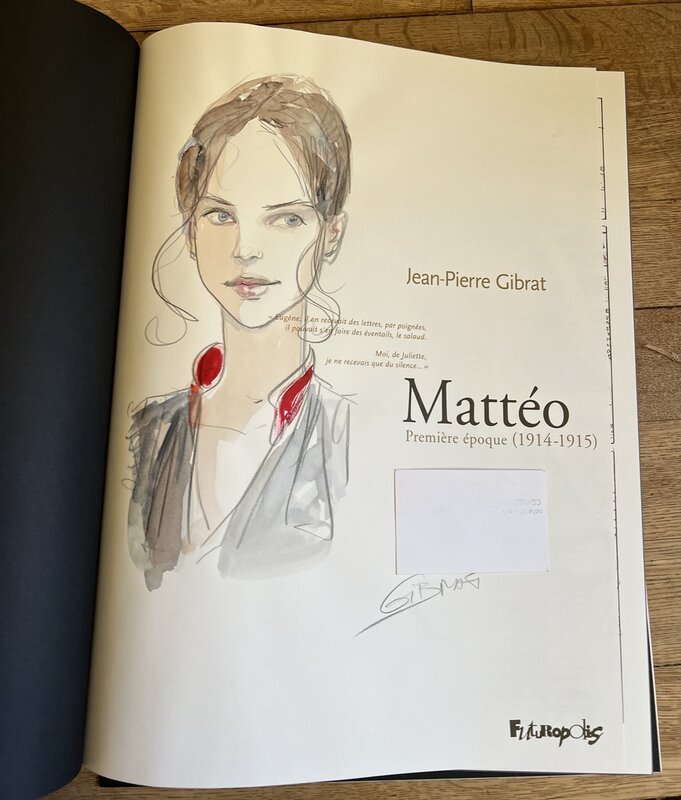 Jean-Pierre Gibrat
« Eugène, il en recevait des lettres, par poignées,
il pouvait s'en faire des éventails, le salaud.
Moi, de Juliette,
je ne recevais que du silence... »
Mattéo
Première époque (1914-1915)
GIBRAT
Futuropolis